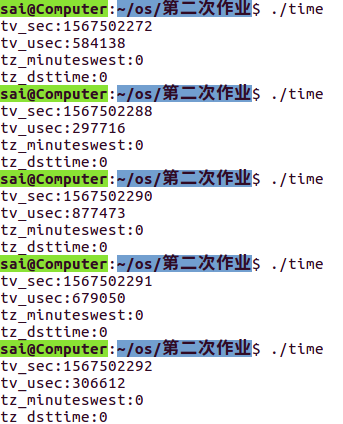 sai@Computer:~/os/第二次作业$ ./time
tv_sec:1567502272
tv_usec:584138
tz_minuteswest:0
tz_dsttime:0
sai@Computer:~/os/第二次作业$ ./time
tv_sec:1567502288
tv_usec:297716
tz_minuteswest:0
tz_dsttime:0
sai@Computer:~/os/第二次作业$ ./time
tv_sec:1567502290
tv_usec:877473
tz_minuteswest:0
tz_dsttime:0
sai@Computer:~/os/第二次作业$ ./time
tv_sec:1567502291
tv_usec:679050
tz_minuteswest:0
tz_dsttime:0
sai@Computer:~/os/第二次作业$ ./time
tv_sec:1567502292
tv_usec:306612
tz_minuteswest:0
tz_dsttime:0